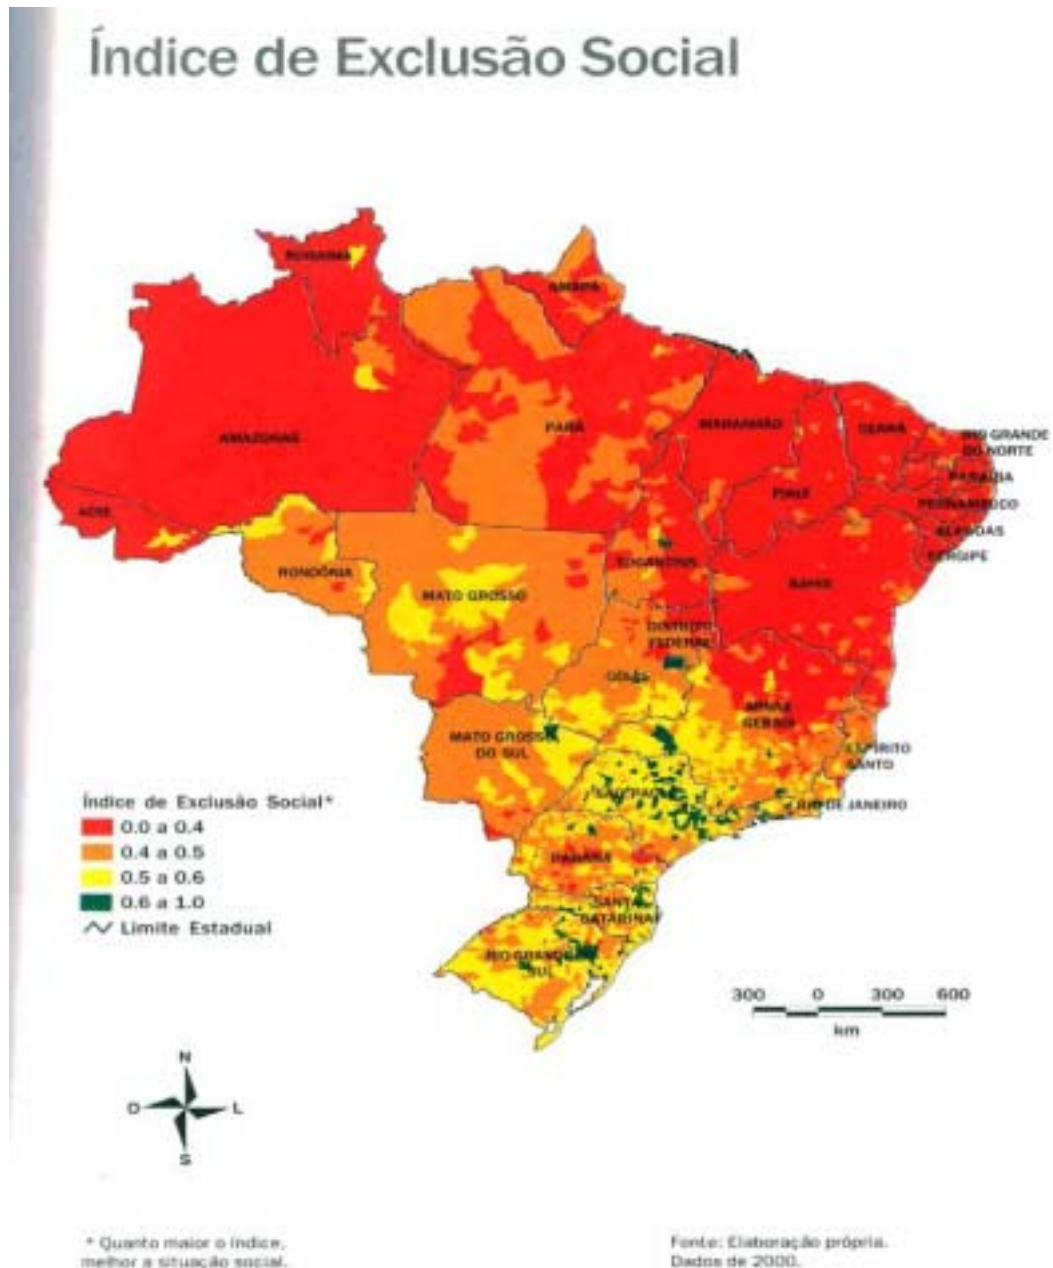 Índice de Exclusão Social
RORAIMA
AMAPÁ
AMAZONAS
PARÁ
MARANHÃO
CEARÁ
RIO GRANDE
DO NORTE
PARAÍBA
PERNAMBUCO
ALAGOAS
SERGIPE
PIAUÍ
ACRE
RONDÔNIA
TOCANTINS
MATO GROSSO
BAHIA
DISTRITO
FEDERAL
GOIÁS
MINAS
GERAIS
MATO GROSSO
DO SUL
ESPÍRITO
SANTO
SÃO PAULO
RIO DE JANEIRO
PARANÁ
SANTA
CATARINA
RIO GRANDE DO
SUL
Índice de Exclusão Social*
0.0 a 0.4
0.4 a 0.5
0.5 a 0.6
0.6 a 1.0
Limite Estadual
300 0 300 600
km
N
O L
S
* Quanto maior o índice,
melhor a situação social.
Fonte: Elaboração própria.
Dados de 2000.